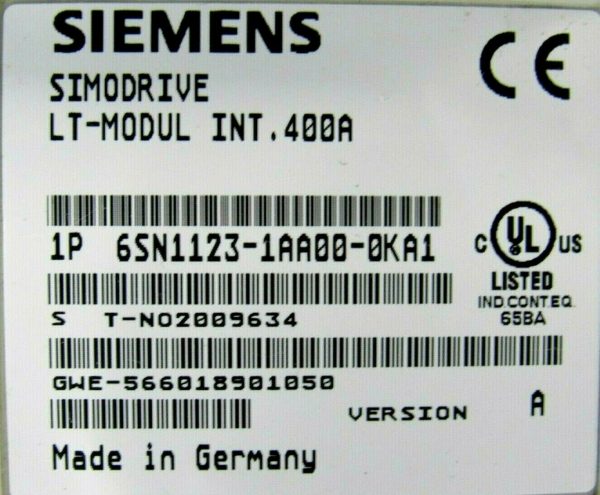 SIEMENS
CE
SIMODRIVE
LT-MODUL INT.400A
1P 6SN1123-1AA00-0KA1
C UL US
LISTED
IND.CONT.EQ.
65BA
S T-NO2009634
GWE-566018901050
VERSION A
Made in Germany